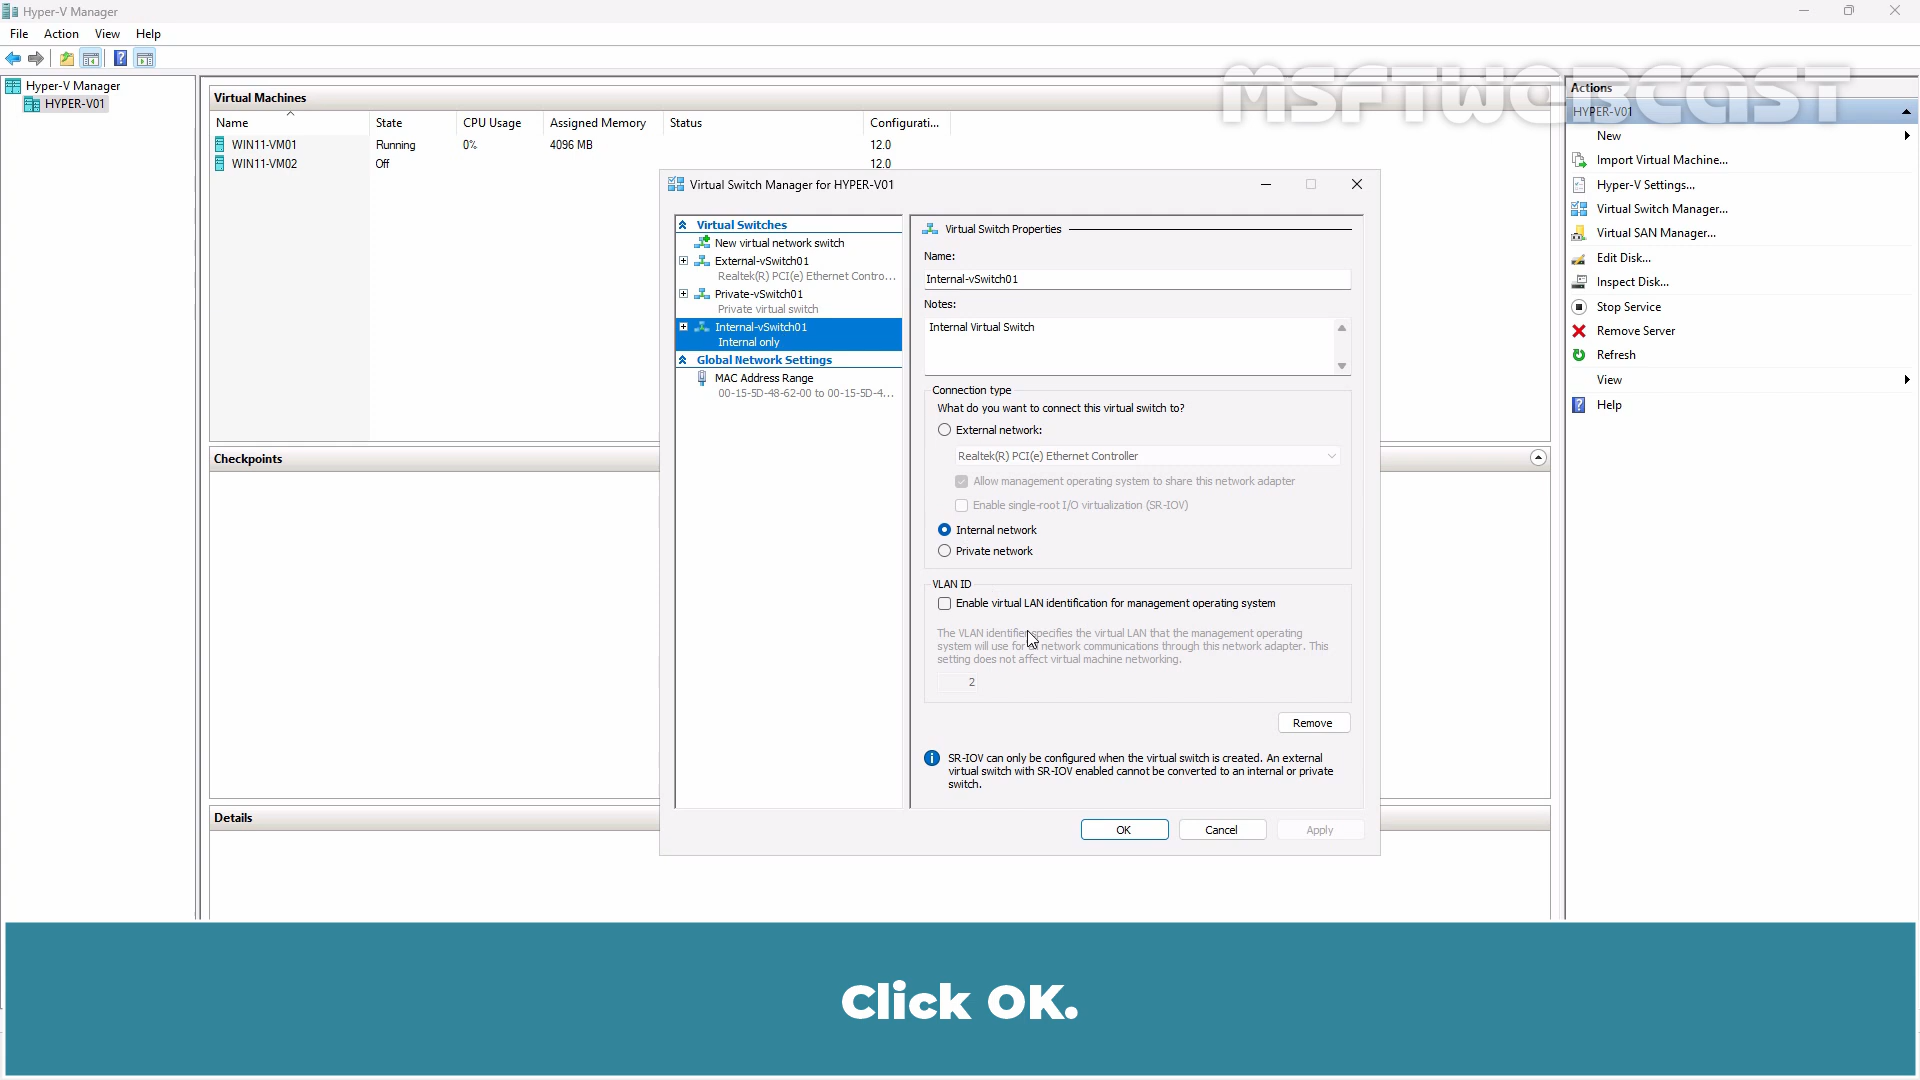 Hyper-V Manager
File Action View Help
Hyper-V Manager
HYPER-V01
Virtual Machines
Name State CPU Usage Assigned Memory Status Configurati...
WIN11-VM01 Running 0% 4096 MB 12.0
WIN11-VM02 Off 12.0
Checkpoints
Details
Virtual Switch Manager for HYPER-V01
Virtual Switches
New virtual network switch
External-vSwitch01
Realtek(R) PCI(e) Ethernet Contro...
Private-vSwitch01
Private virtual switch
Internal-vSwitch01
Internal only
Global Network Settings
MAC Address Range
00-15-5D-48-62-00 to 00-15-5D-4...
Virtual Switch Properties
Name:
Internal-vSwitch01
Notes:
Internal Virtual Switch
Connection type
What do you want to connect this virtual switch to?
External network:
Realtek(R) PCI(e) Ethernet Controller
Allow management operating system to share this network adapter
Enable single-root I/O virtualization (SR-IOV)
Internal network
Private network
VLAN ID
Enable virtual LAN identification for management operating system
The VLAN identifier specifies the virtual LAN that the management operating
system will use for all network communications through this network adapter. This
setting does not affect virtual machine networking.
2
Remove
SR-IOV can only be configured when the virtual switch is created. An external
virtual switch with SR-IOV enabled cannot be converted to an internal or private
switch.
OK Cancel Apply
MSFTWEBCAST
Actions
HYPER-V01
New
Import Virtual Machine...
Hyper-V Settings...
Virtual Switch Manager...
Virtual SAN Manager...
Edit Disk...
Inspect Disk...
Stop Service
Remove Server
Refresh
View
Help
Click OK.